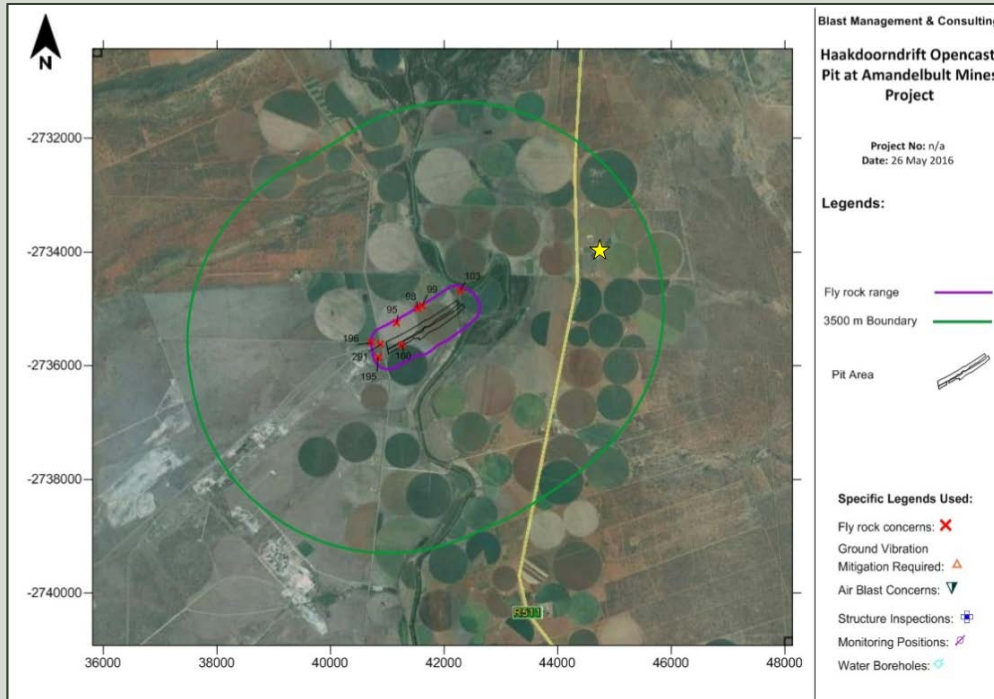 N
Blast Management & Consulting
Haakdoorndrift Opencast
Pit at Amandelbult Mines
Project
Project No: n/a
Date: 26 May 2016
Legends:
Fly rock range
3500 m Boundary
Pit Area
Specific Legends Used:
Fly rock concerns:
Ground Vibration
Mitigation Required:
Air Blast Concerns:
Structure Inspections:
Monitoring Positions:
Water Boreholes:
-2732000
-2734000
-2736000
-2738000
-2740000
103
99
98
95
196
291
160
195
R511
36000 38000 40000 42000 44000 46000 48000